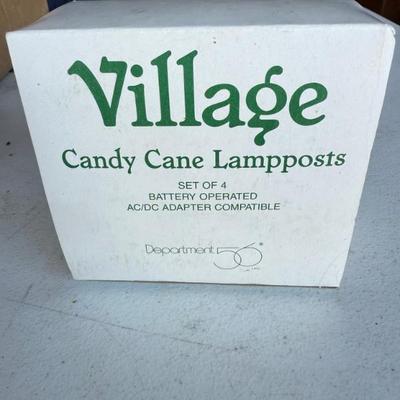 Village
Candy Cane Lampposts
SET OF 4
BATTERY OPERATED
AC/DC ADAPTER COMPATIBLE
Department 56®